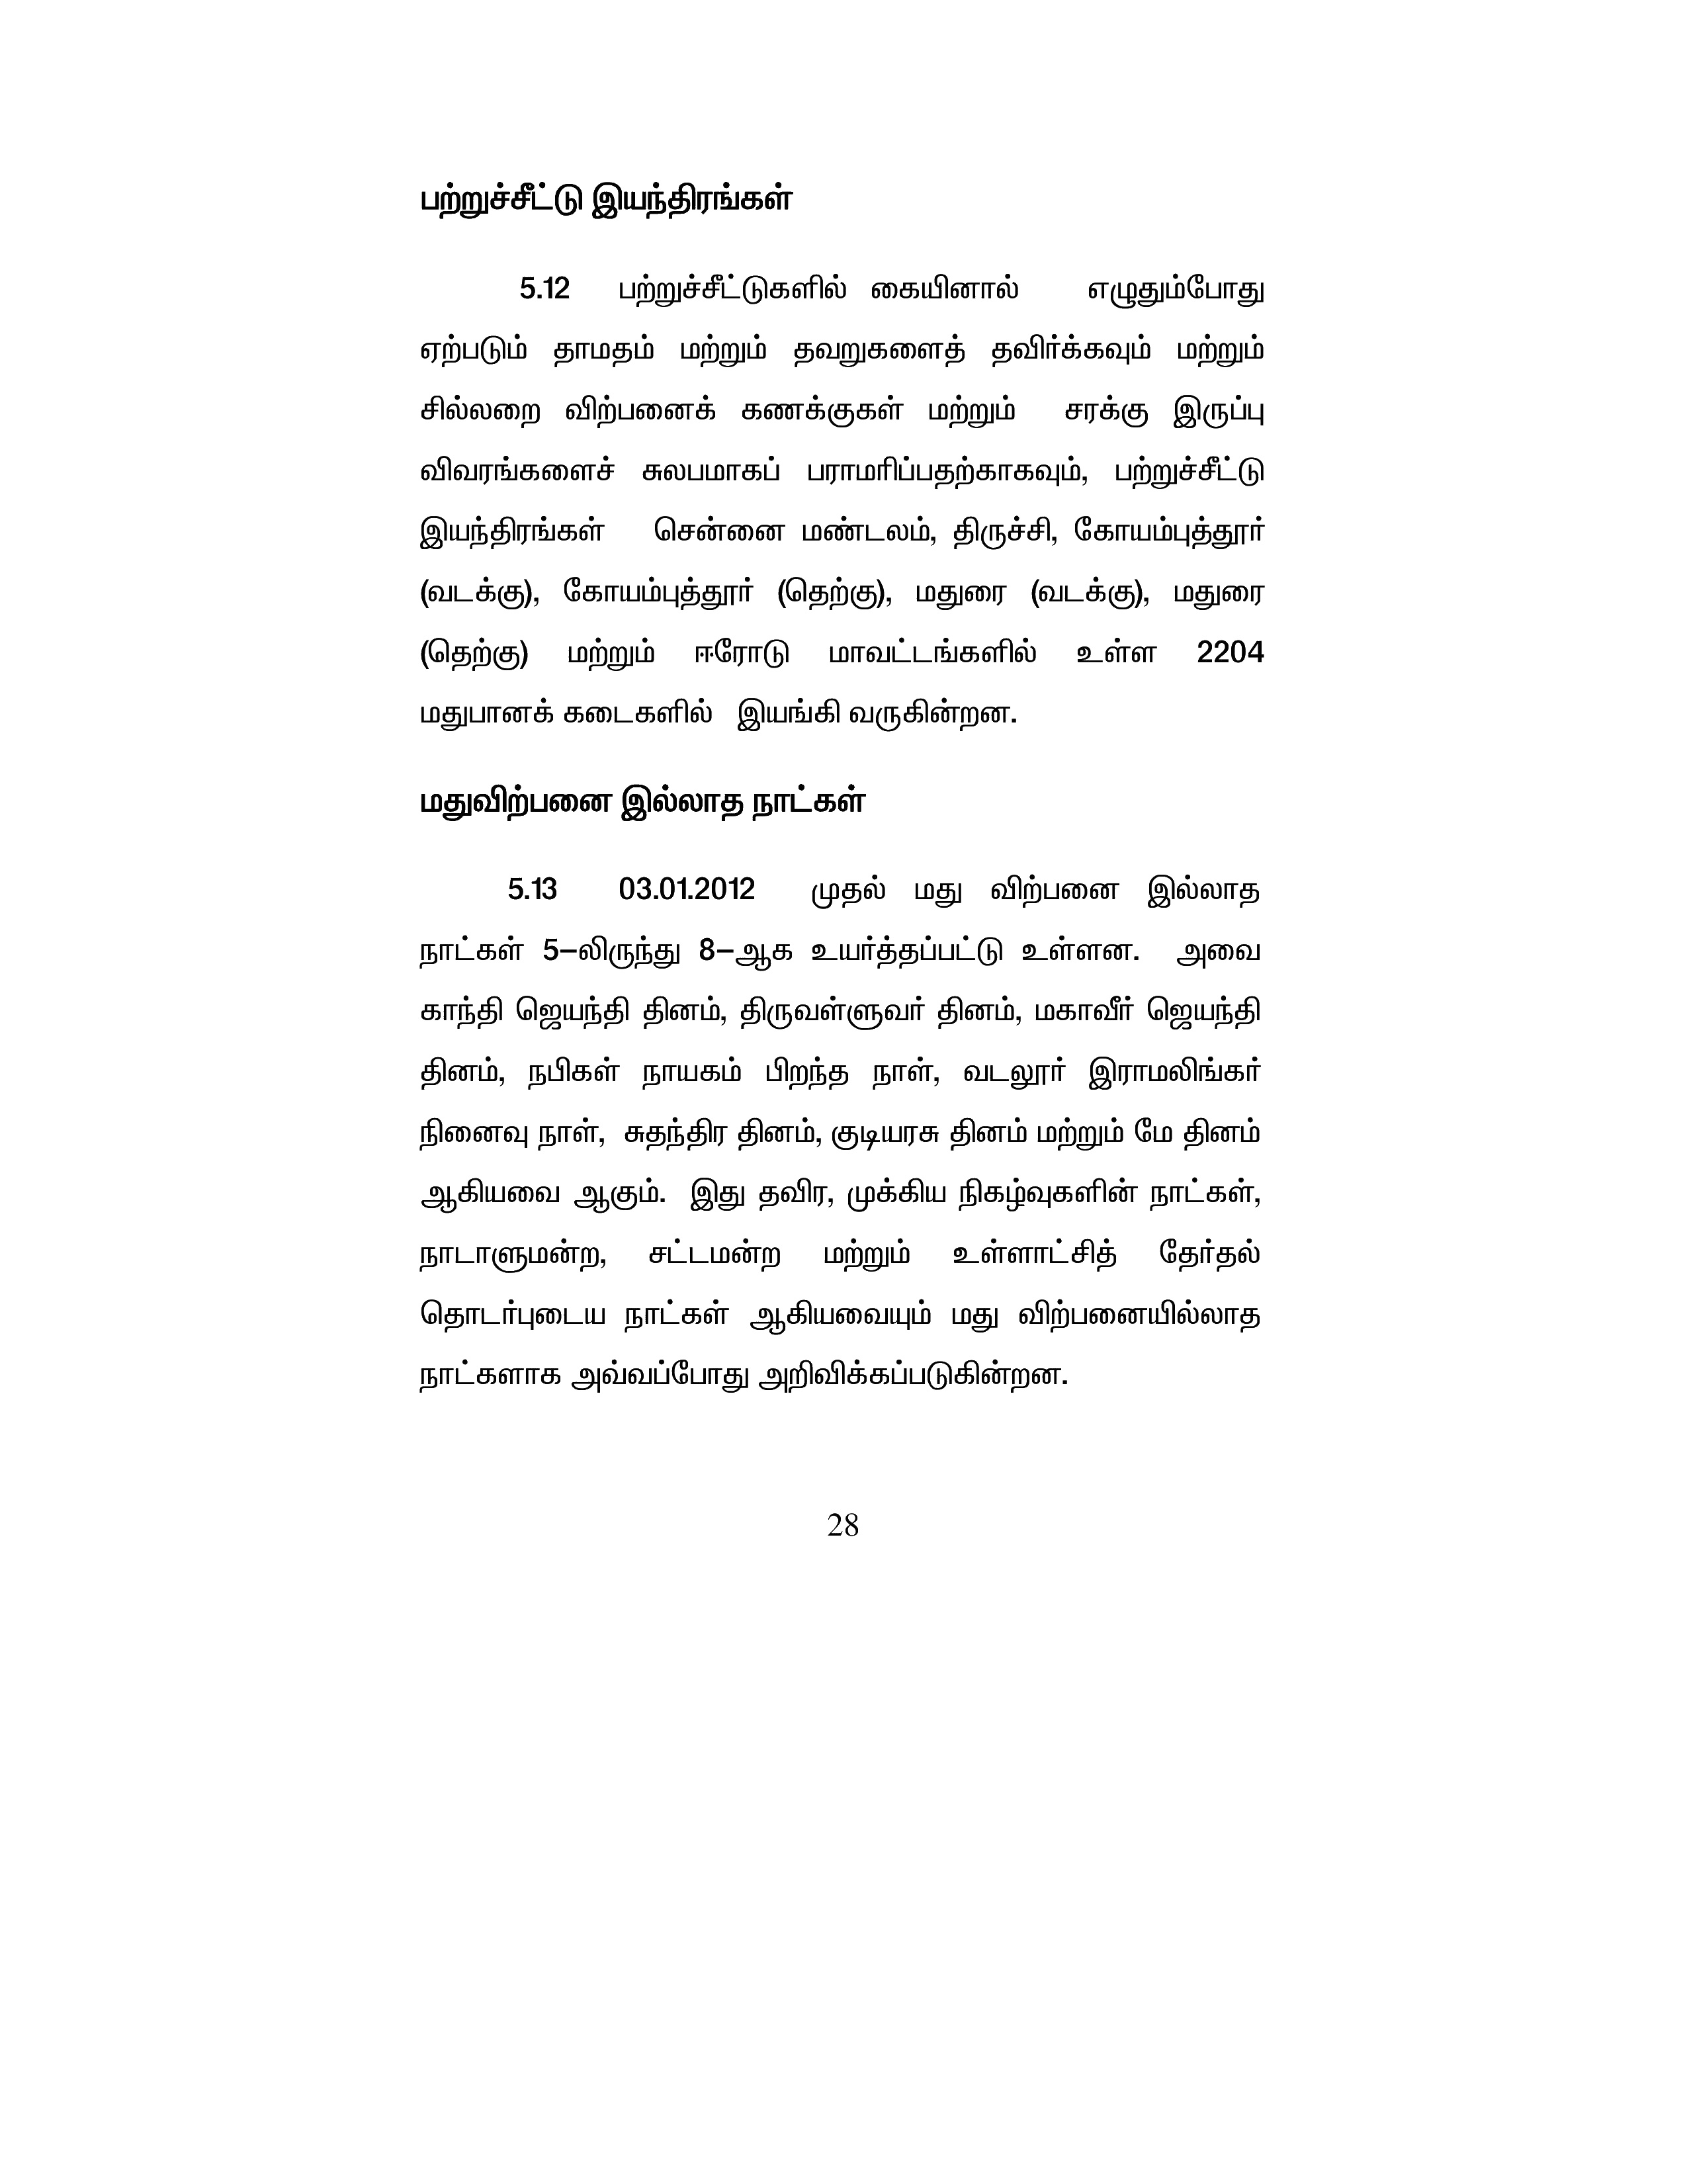 பற்றுச்சீட்டு இயந்திரங்கள்
5.12 பற்றுச்சீட்டுகளில் கையினால் எழுதும்போது
ஏற்படும் தாமதம் மற்றும் தவறுகளைத் தவிர்க்கவும் மற்றும்
சில்லறை விற்பனைக் கணக்குகள் மற்றும் சரக்கு இருப்பு
விவரங்களைச் சுலபமாகப் பராமரிப்பதற்காகவும், பற்றுச்சீட்டு
இயந்திரங்கள் சென்னை மண்டலம், திருச்சி, கோயம்புத்தூர்
(வடக்கு), கோயம்புத்தூர் (தெற்கு), மதுரை (வடக்கு), மதுரை
(தெற்கு) மற்றும் ஈரோடு மாவட்டங்களில் உள்ள 2204
மதுபானக் கடைகளில் இயங்கி வருகின்றன.
மதுவிற்பனை இல்லாத நாட்கள்
5.13 03.01.2012 முதல் மது விற்பனை இல்லாத
நாட்கள் 5–லிருந்து 8–ஆக உயர்த்தப்பட்டு உள்ளன. அவை
காந்தி ஜெயந்தி தினம், திருவள்ளுவர் தினம், மகாவீர் ஜெயந்தி
தினம், நபிகள் நாயகம் பிறந்த நாள், வடலூர் இராமலிங்கர்
நினைவு நாள், சுதந்திர தினம், குடியரசு தினம் மற்றும் மே தினம்
ஆகியவை ஆகும். இது தவிர, முக்கிய நிகழ்வுகளின் நாட்கள்,
நாடாளுமன்ற, சட்டமன்ற மற்றும் உள்ளாட்சித் தேர்தல்
தொடர்புடைய நாட்கள் ஆகியவையும் மது விற்பனையில்லாத
நாட்களாக அவ்வப்போது அறிவிக்கப்படுகின்றன.
28